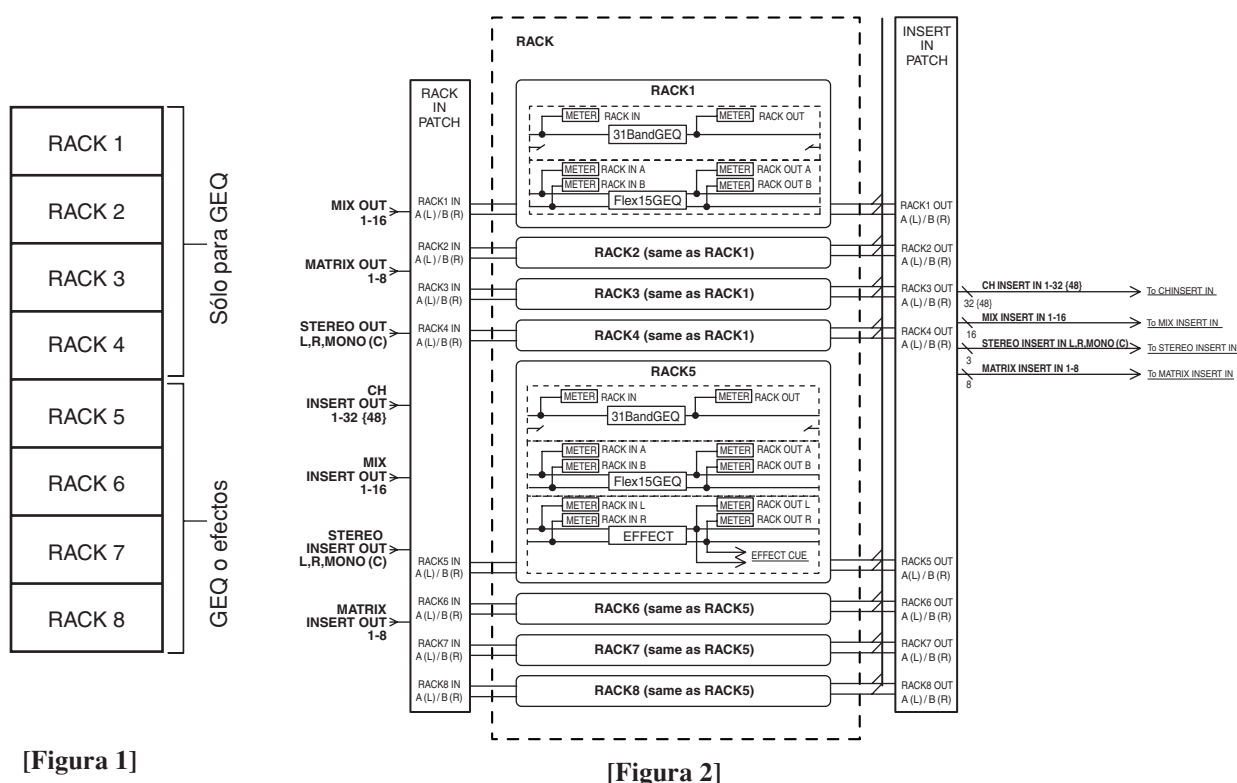 RACK 1
RACK 2
RACK 3
RACK 4
RACK 5
RACK 6
RACK 7
RACK 8
Sólo para GEQ
GEQ o efectos
[Figura 1]
MIX OUT
1-16
MATRIX OUT
1-8
STEREO OUT
L,R,MONO (C)
CH
INSERT OUT
1-32 {48}
MIX
INSERT OUT
1-16
STEREO
INSERT OUT
L,R,MONO (C)
MATRIX
INSERT OUT
1-8
RACK
IN
PATCH
RACK1 IN
A (L) / B (R)
RACK2 IN
A (L) / B (R)
RACK3 IN
A (L) / B (R)
RACK4 IN
A (L) / B (R)
RACK5 IN
A (L) / B (R)
RACK6 IN
A (L) / B (R)
RACK7 IN
A (L) / B (R)
RACK8 IN
A (L) / B (R)
RACK
RACK1
METER RACK IN METER RACK OUT
31BandGEQ
METER RACK IN A METER RACK OUT A
METER RACK IN B METER RACK OUT B
Flex15GEQ
RACK2 (same as RACK1)
RACK3 (same as RACK1)
RACK4 (same as RACK1)
RACK5
METER RACK IN METER RACK OUT
31BandGEQ
METER RACK IN A METER RACK OUT A
METER RACK IN B METER RACK OUT B
Flex15GEQ
METER RACK IN L METER RACK OUT L
METER RACK IN R METER RACK OUT R
EFFECT
EFFECT CUE
RACK6 (same as RACK5)
RACK7 (same as RACK5)
RACK8 (same as RACK5)
INSERT
IN
PATCH
RACK1 OUT
A (L) / B (R)
RACK2 OUT
A (L) / B (R)
RACK3 OUT
A (L) / B (R)
RACK4 OUT
A (L) / B (R)
RACK5 OUT
A(L) / B (R)
RACK6 OUT
A (L) / B (R)
RACK7 OUT
A (L) / B (R)
RACK8 OUT
A (L) / B (R)
CH INSERT IN 1-32 {48} To CHINSERT IN
32 {48}
MIX INSERT IN 1-16 To MIX INSERT IN
16
STEREO INSERT IN L,R,MONO (C) To STEREO INSERT IN
3
MATRIX INSERT IN 1-8 To MATRIX INSERT IN
8
[Figura 2]